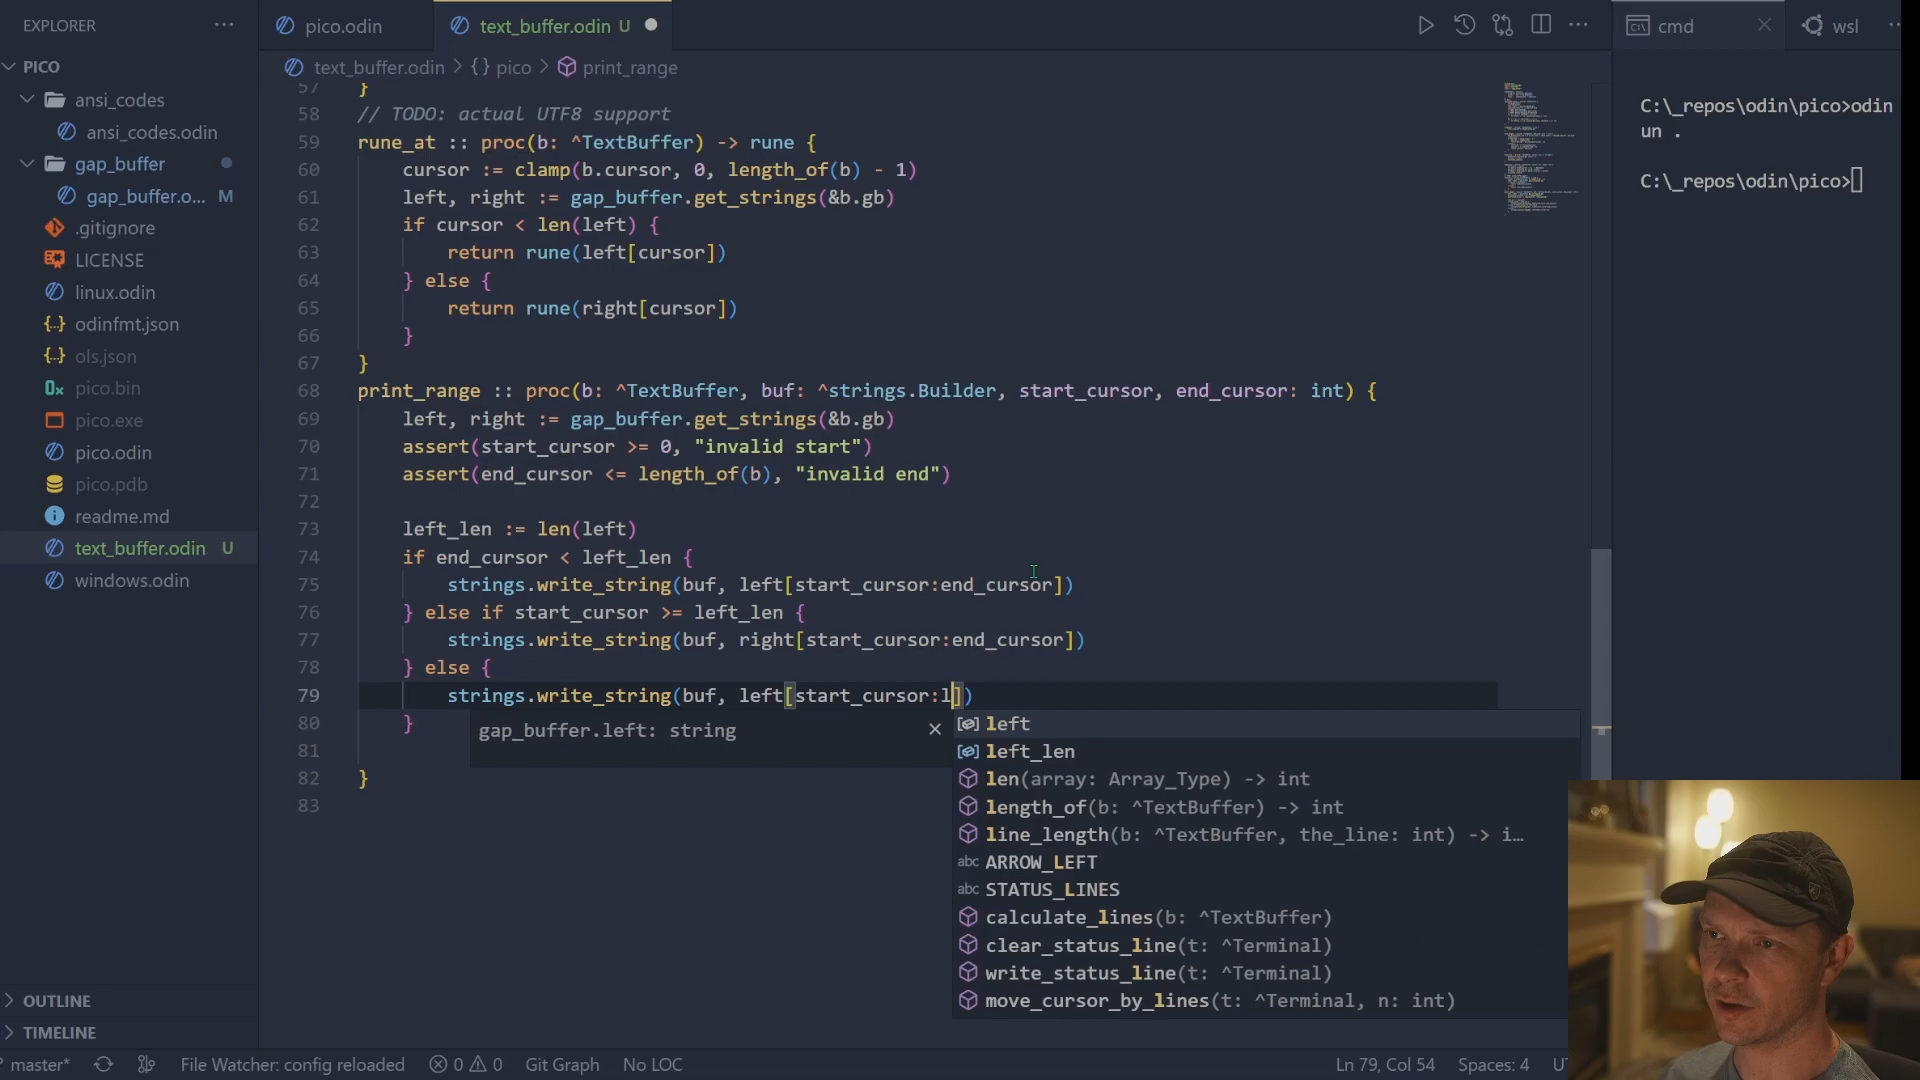 EXPLORER
pico.odin
text_buffer.odin U
cmd
wsl
PICO
text_buffer.odin > {} pico > print_range
ansi_codes
ansi_codes.odin
gap_buffer
gap_buffer.o... M
.gitignore
LICENSE
linux.odin
odinfmt.json
ols.json
pico.bin
pico.exe
pico.odin
pico.pdb
readme.md
text_buffer.odin U
windows.odin
OUTLINE
TIMELINE
57 }
58 // TODO: actual UTF8 support
59 rune_at :: proc(b: ^TextBuffer) -> rune {
60 cursor := clamp(b.cursor, 0, length_of(b) - 1)
61 left, right := gap_buffer.get_strings(&b.gb)
62 if cursor < len(left) {
63 return rune(left[cursor])
64 } else {
65 return rune(right[cursor])
66 }
67 }
68 print_range :: proc(b: ^TextBuffer, buf: ^strings.Builder, start_cursor, end_cursor: int) {
69 left, right := gap_buffer.get_strings(&b.gb)
70 assert(start_cursor >= 0, "invalid start")
71 assert(end_cursor <= length_of(b), "invalid end")
72
73 left_len := len(left)
74 if end_cursor < left_len {
75 strings.write_string(buf, left[start_cursor:end_cursor])
76 } else if start_cursor >= left_len {
77 strings.write_string(buf, right[start_cursor:end_cursor])
78 } else {
79 strings.write_string(buf, left[start_cursor:l])
80 }
81
82 }
83
gap_buffer.left: string
left
left_len
len(array: Array_Type) -> int
length_of(b: ^TextBuffer) -> int
line_length(b: ^TextBuffer, the_line: int) -> i...
abc ARROW_LEFT
abc STATUS_LINES
calculate_lines(b: ^TextBuffer)
clear_status_line(t: ^Terminal)
write_status_line(t: ^Terminal)
move_cursor_by_lines(t: ^Terminal, n: int)
C:\_repos\odin\pico>odin
un .
C:\_repos\odin\pico>
master*
File Watcher: config reloaded
0 0
Git Graph
No LOC
Ln 79, Col 54
Spaces: 4